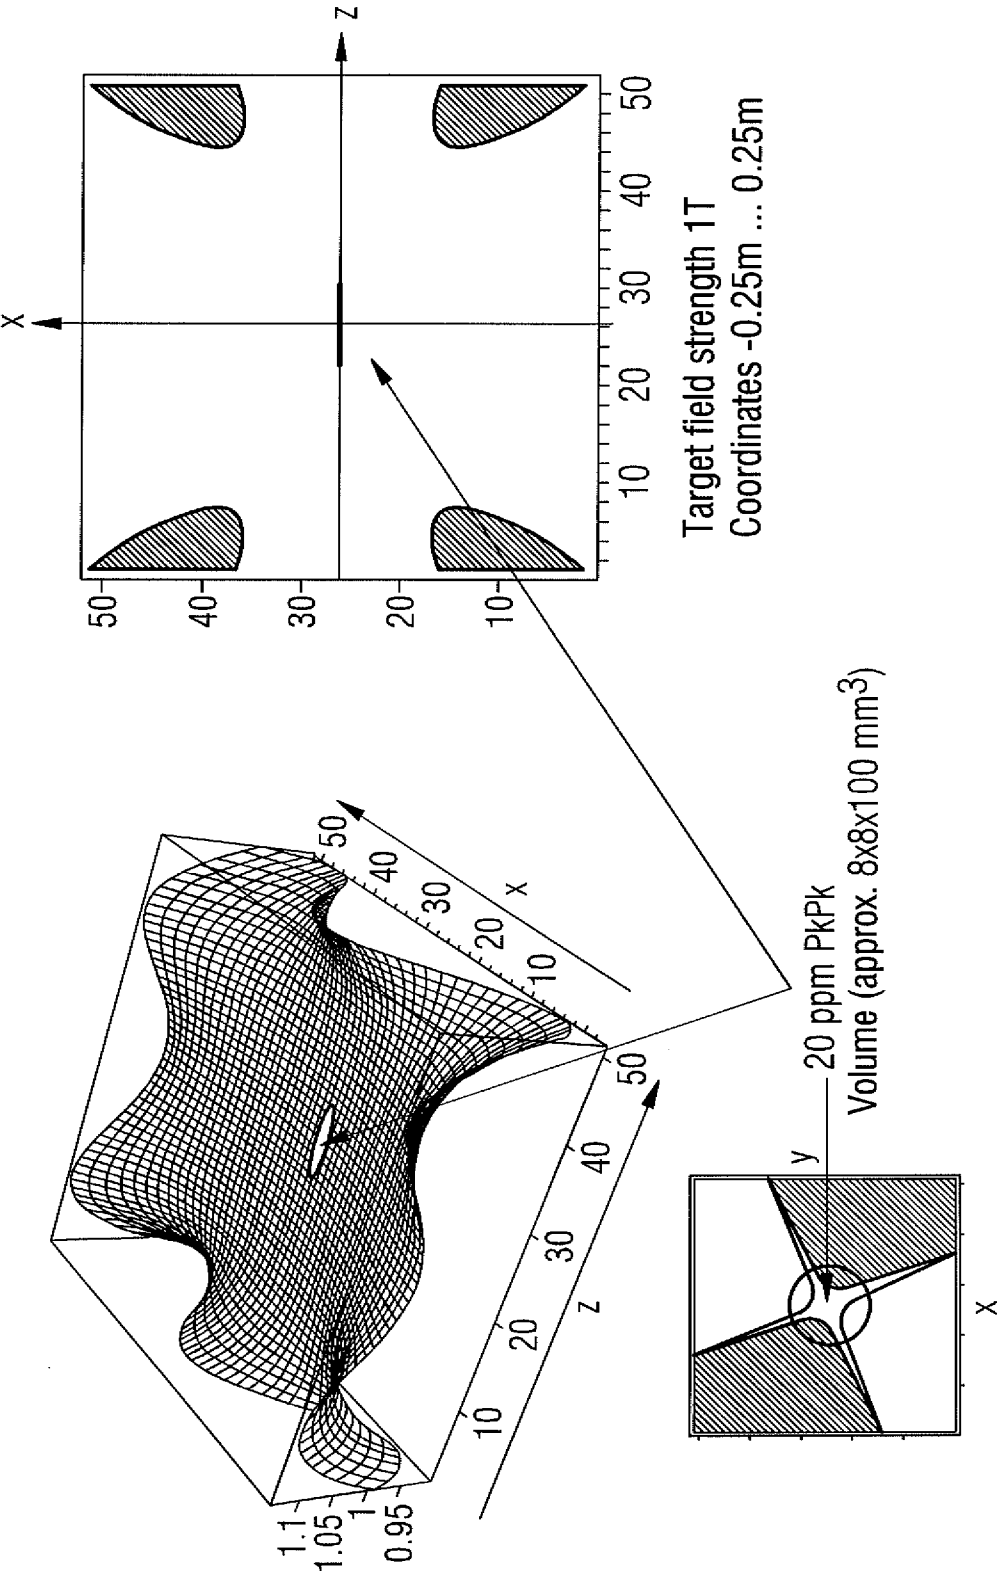 1.1
1.05
1
0.95
10
20
30
40
50
z
10
20
30
40
50
x
X
Z
50
40
30
20
10
10
20
30
40
50
Target field strength 1T
Coordinates -0.25m ... 0.25m
y
X
20 ppm PkPk
Volume (approx. 8x8x100 mm³)